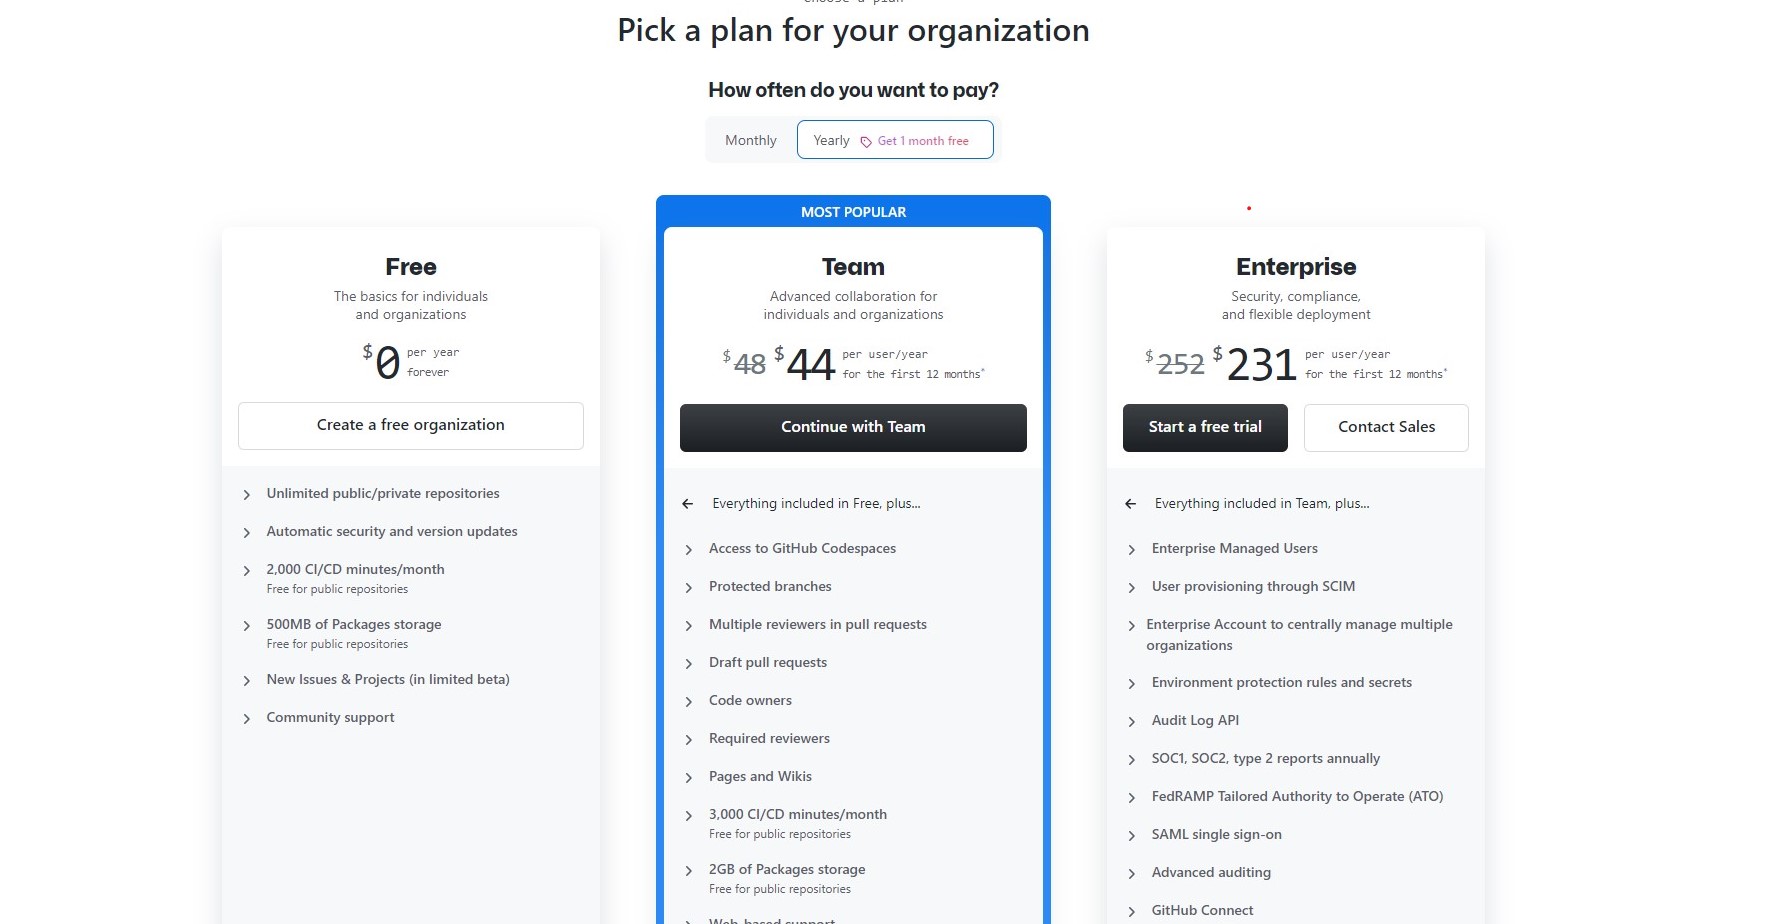 choose a plan
Pick a plan for your organization
How often do you want to pay?
Monthly
Yearly Get 1 month free
Free
The basics for individuals
and organizations
$0 per year
forever
Create a free organization
Unlimited public/private repositories
Automatic security and version updates
2,000 CI/CD minutes/month
Free for public repositories
500MB of Packages storage
Free for public repositories
New Issues & Projects (in limited beta)
Community support
MOST POPULAR
Team
Advanced collaboration for
individuals and organizations
$48 $44 per user/year
for the first 12 months*
Continue with Team
Everything included in Free, plus...
Access to GitHub Codespaces
Protected branches
Multiple reviewers in pull requests
Draft pull requests
Code owners
Required reviewers
Pages and Wikis
3,000 CI/CD minutes/month
Free for public repositories
2GB of Packages storage
Free for public repositories
Web-based support
Enterprise
Security, compliance,
and flexible deployment
$252 $231 per user/year
for the first 12 months*
Start a free trial
Contact Sales
Everything included in Team, plus...
Enterprise Managed Users
User provisioning through SCIM
Enterprise Account to centrally manage multiple
organizations
Environment protection rules and secrets
Audit Log API
SOC1, SOC2, type 2 reports annually
FedRAMP Tailored Authority to Operate (ATO)
SAML single sign-on
Advanced auditing
GitHub Connect